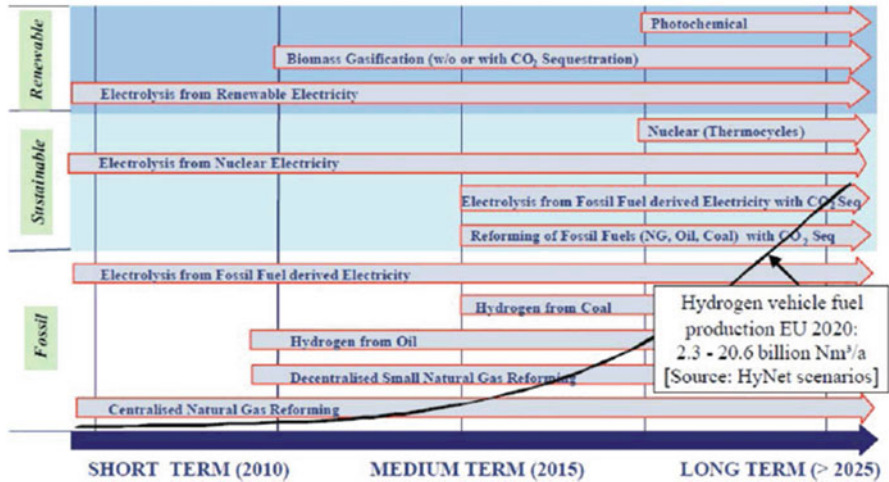 Renewable
Photochemical
Biomass Gasification (w/o or with CO₂ Sequestration)
Electrolysis from Renewable Electricity
Sustainable
Nuclear (Thermocycles)
Electrolysis from Nuclear Electricity
Electrolysis from Fossil Fuel derived Electricity with CO₂ Seq
Reforming of Fossil Fuels (NG, Oil, Coal) with CO₂ Seq
Fossil
Electrolysis from Fossil Fuel derived Electricity
Hydrogen from Coal
Hydrogen from Oil
Decentralised Small Natural Gas Reforming
Centralised Natural Gas Reforming
Hydrogen vehicle fuel
production EU 2020:
2.3 - 20.6 billion Nm³/a
[Source: HyNet scenarios]
SHORT TERM (2010) MEDIUM TERM (2015) LONG TERM (> 2025)